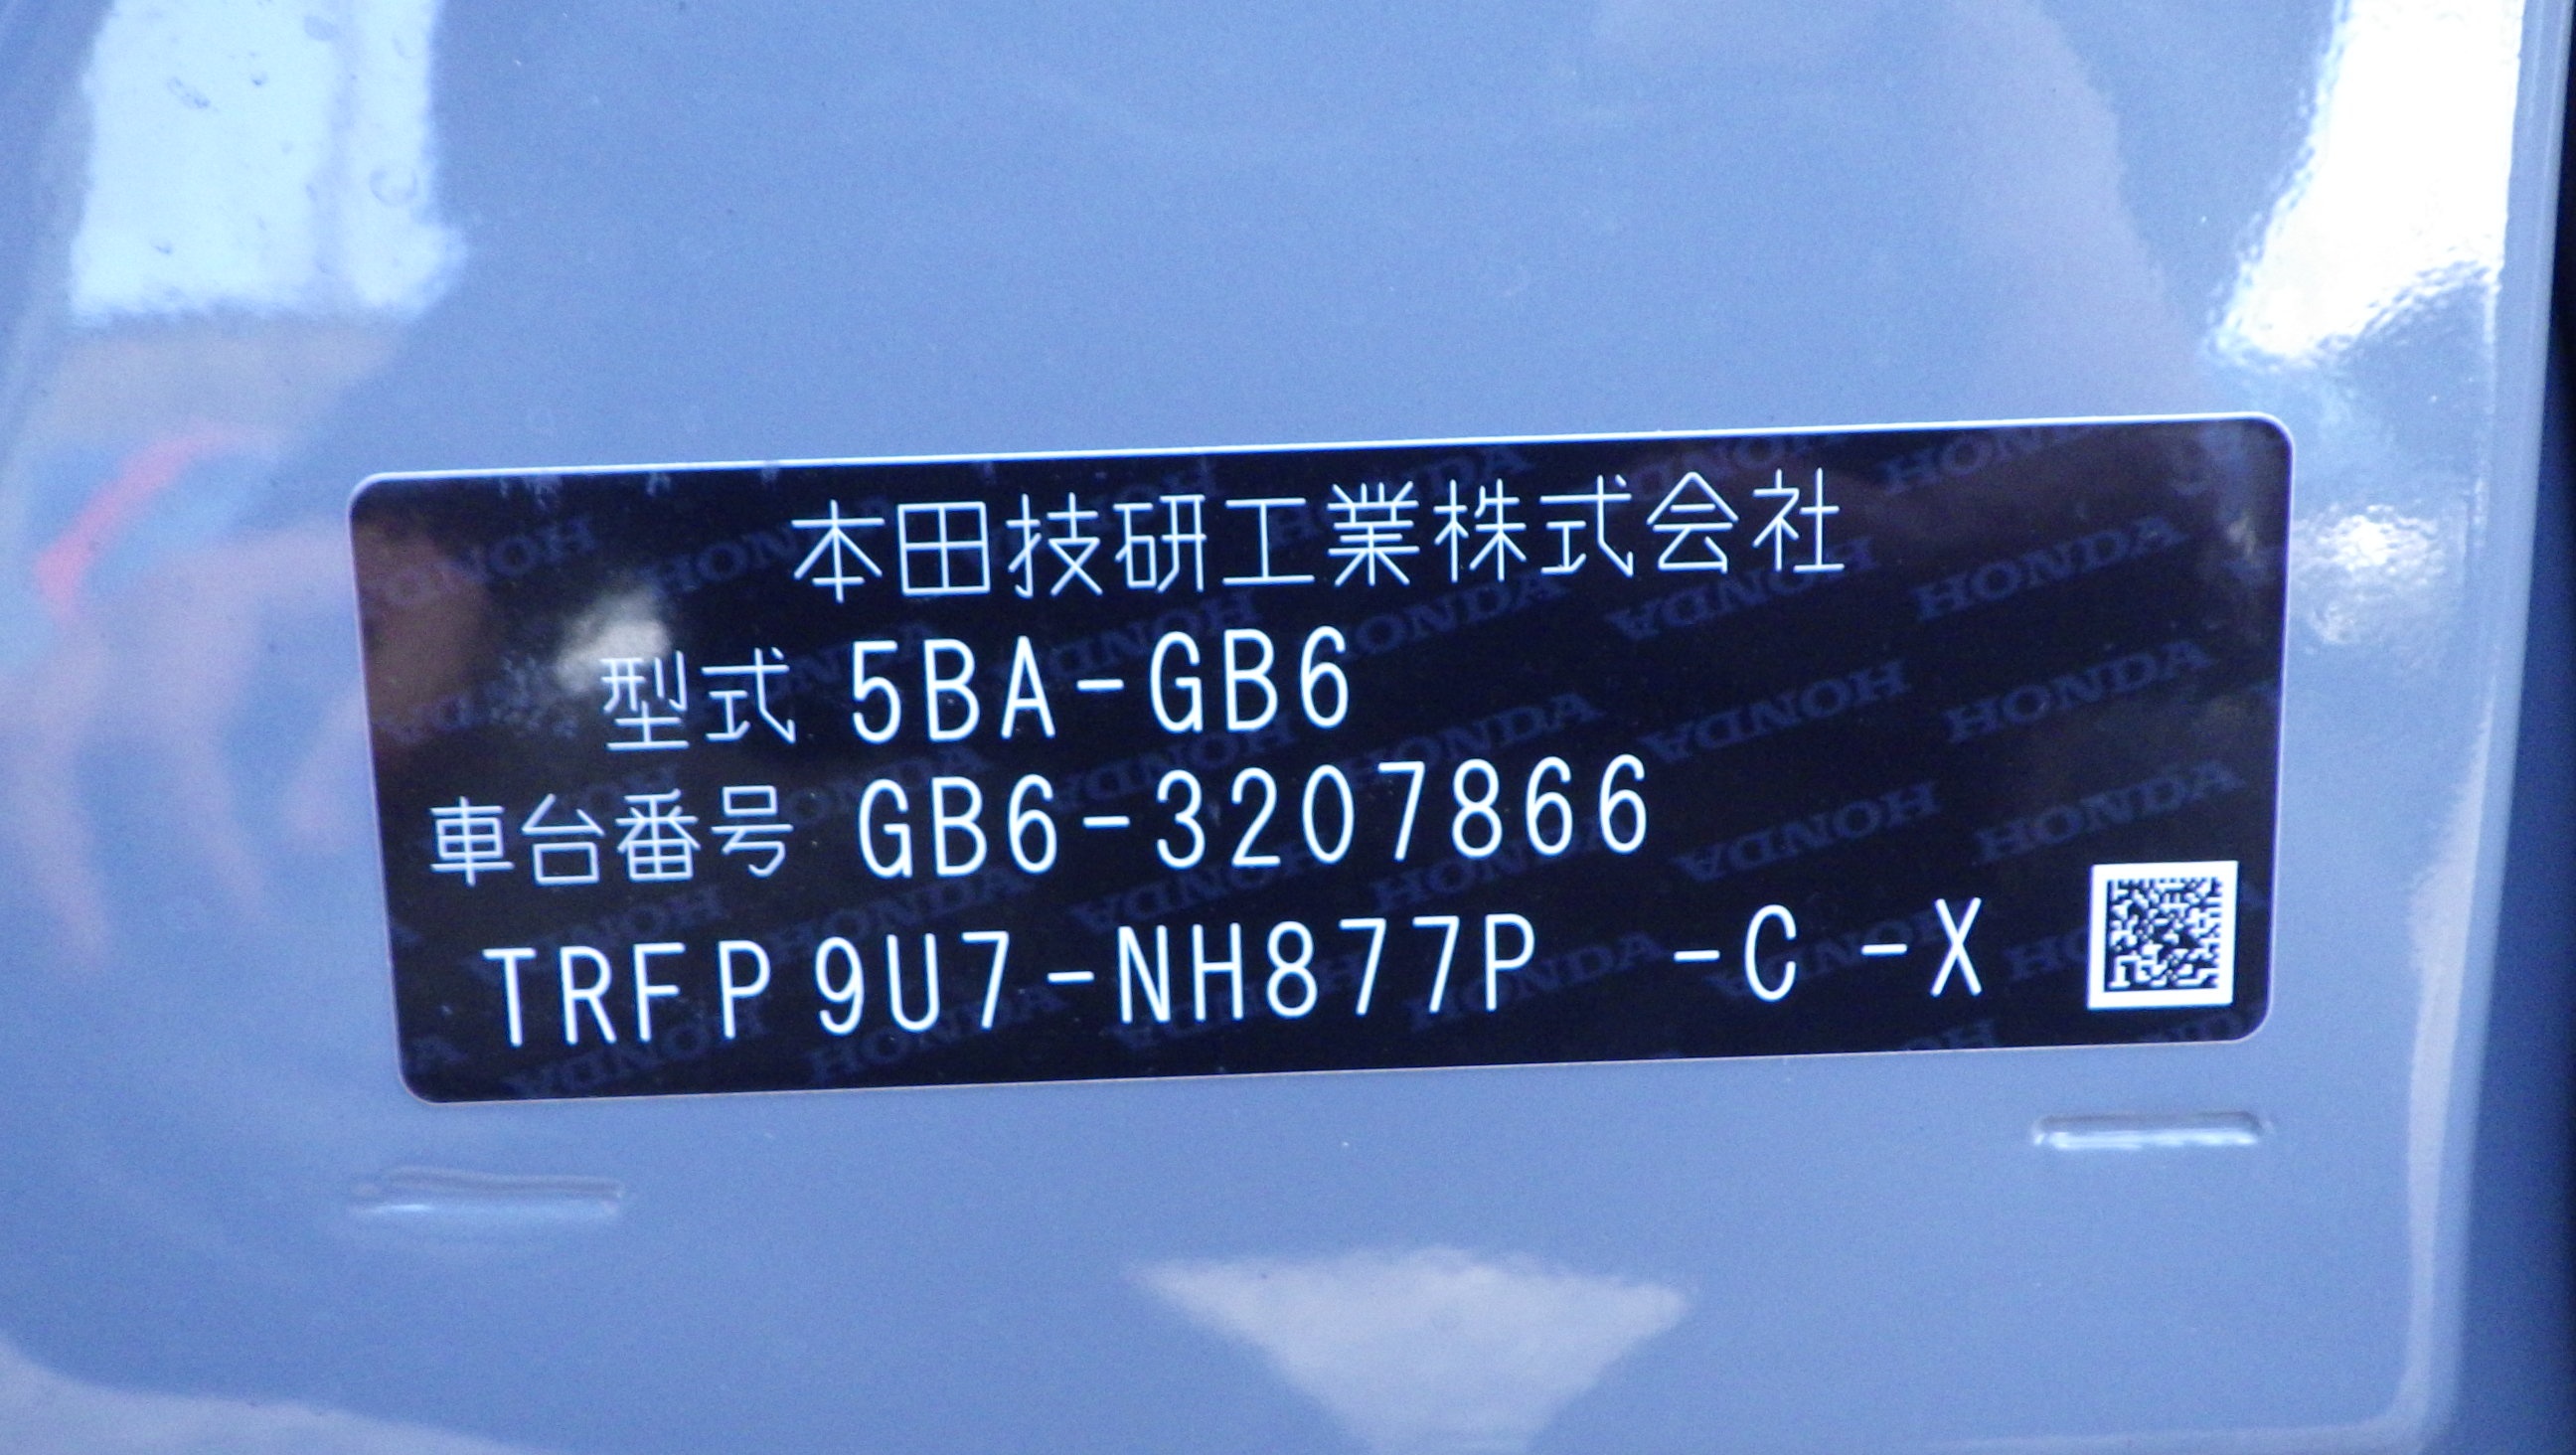 本田技研工業株式会社
型式 5BA-GB6
車台番号 GB6-3207866
TRFP 9U7-NH877P -C -X